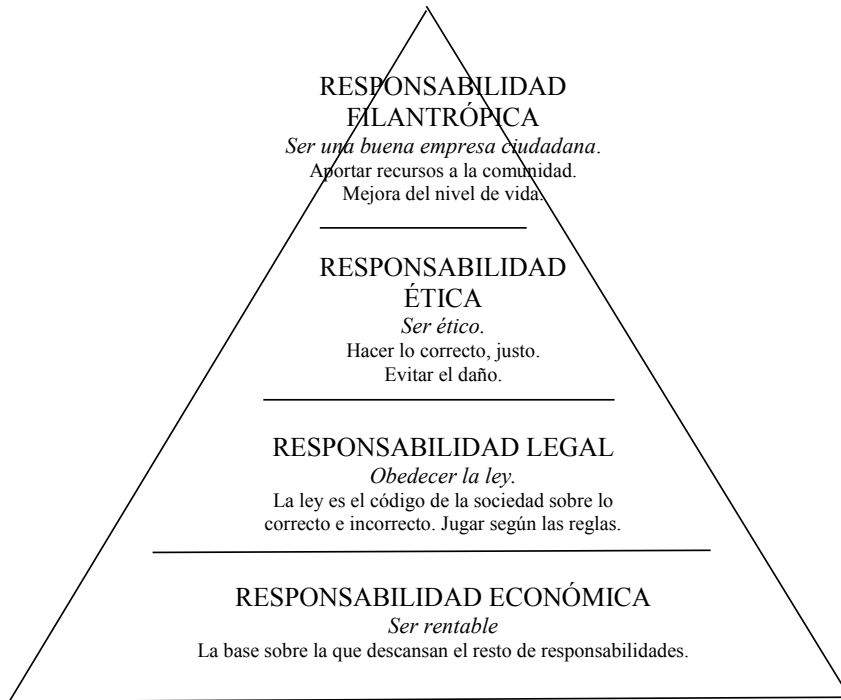 RESPONSABILIDAD
FILANTRÓPICA
Ser una buena empresa ciudadana.
Aportar recursos a la comunidad.
Mejora del nivel de vida.
RESPONSABILIDAD
ÉTICA
Ser ético.
Hacer lo correcto, justo.
Evitar el daño.
RESPONSABILIDAD LEGAL
Obedecer la ley.
La ley es el código de la sociedad sobre lo
correcto e incorrecto. Jugar según las reglas.
RESPONSABILIDAD ECONÓMICA
Ser rentable
La base sobre la que descansan el resto de responsabilidades.